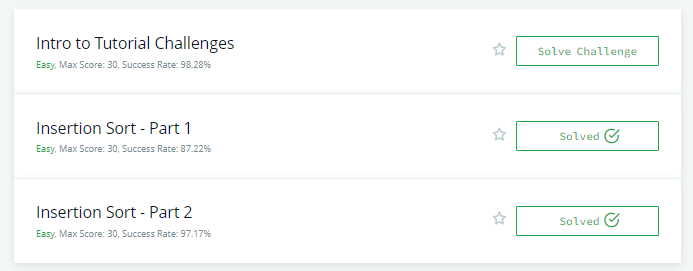 Intro to Tutorial Challenges
Easy, Max Score: 30, Success Rate: 98.28%
Solve Challenge
Insertion Sort - Part 1
Easy, Max Score: 30, Success Rate: 87.22%
Solved
Insertion Sort - Part 2
Easy, Max Score: 30, Success Rate: 97.17%
Solved